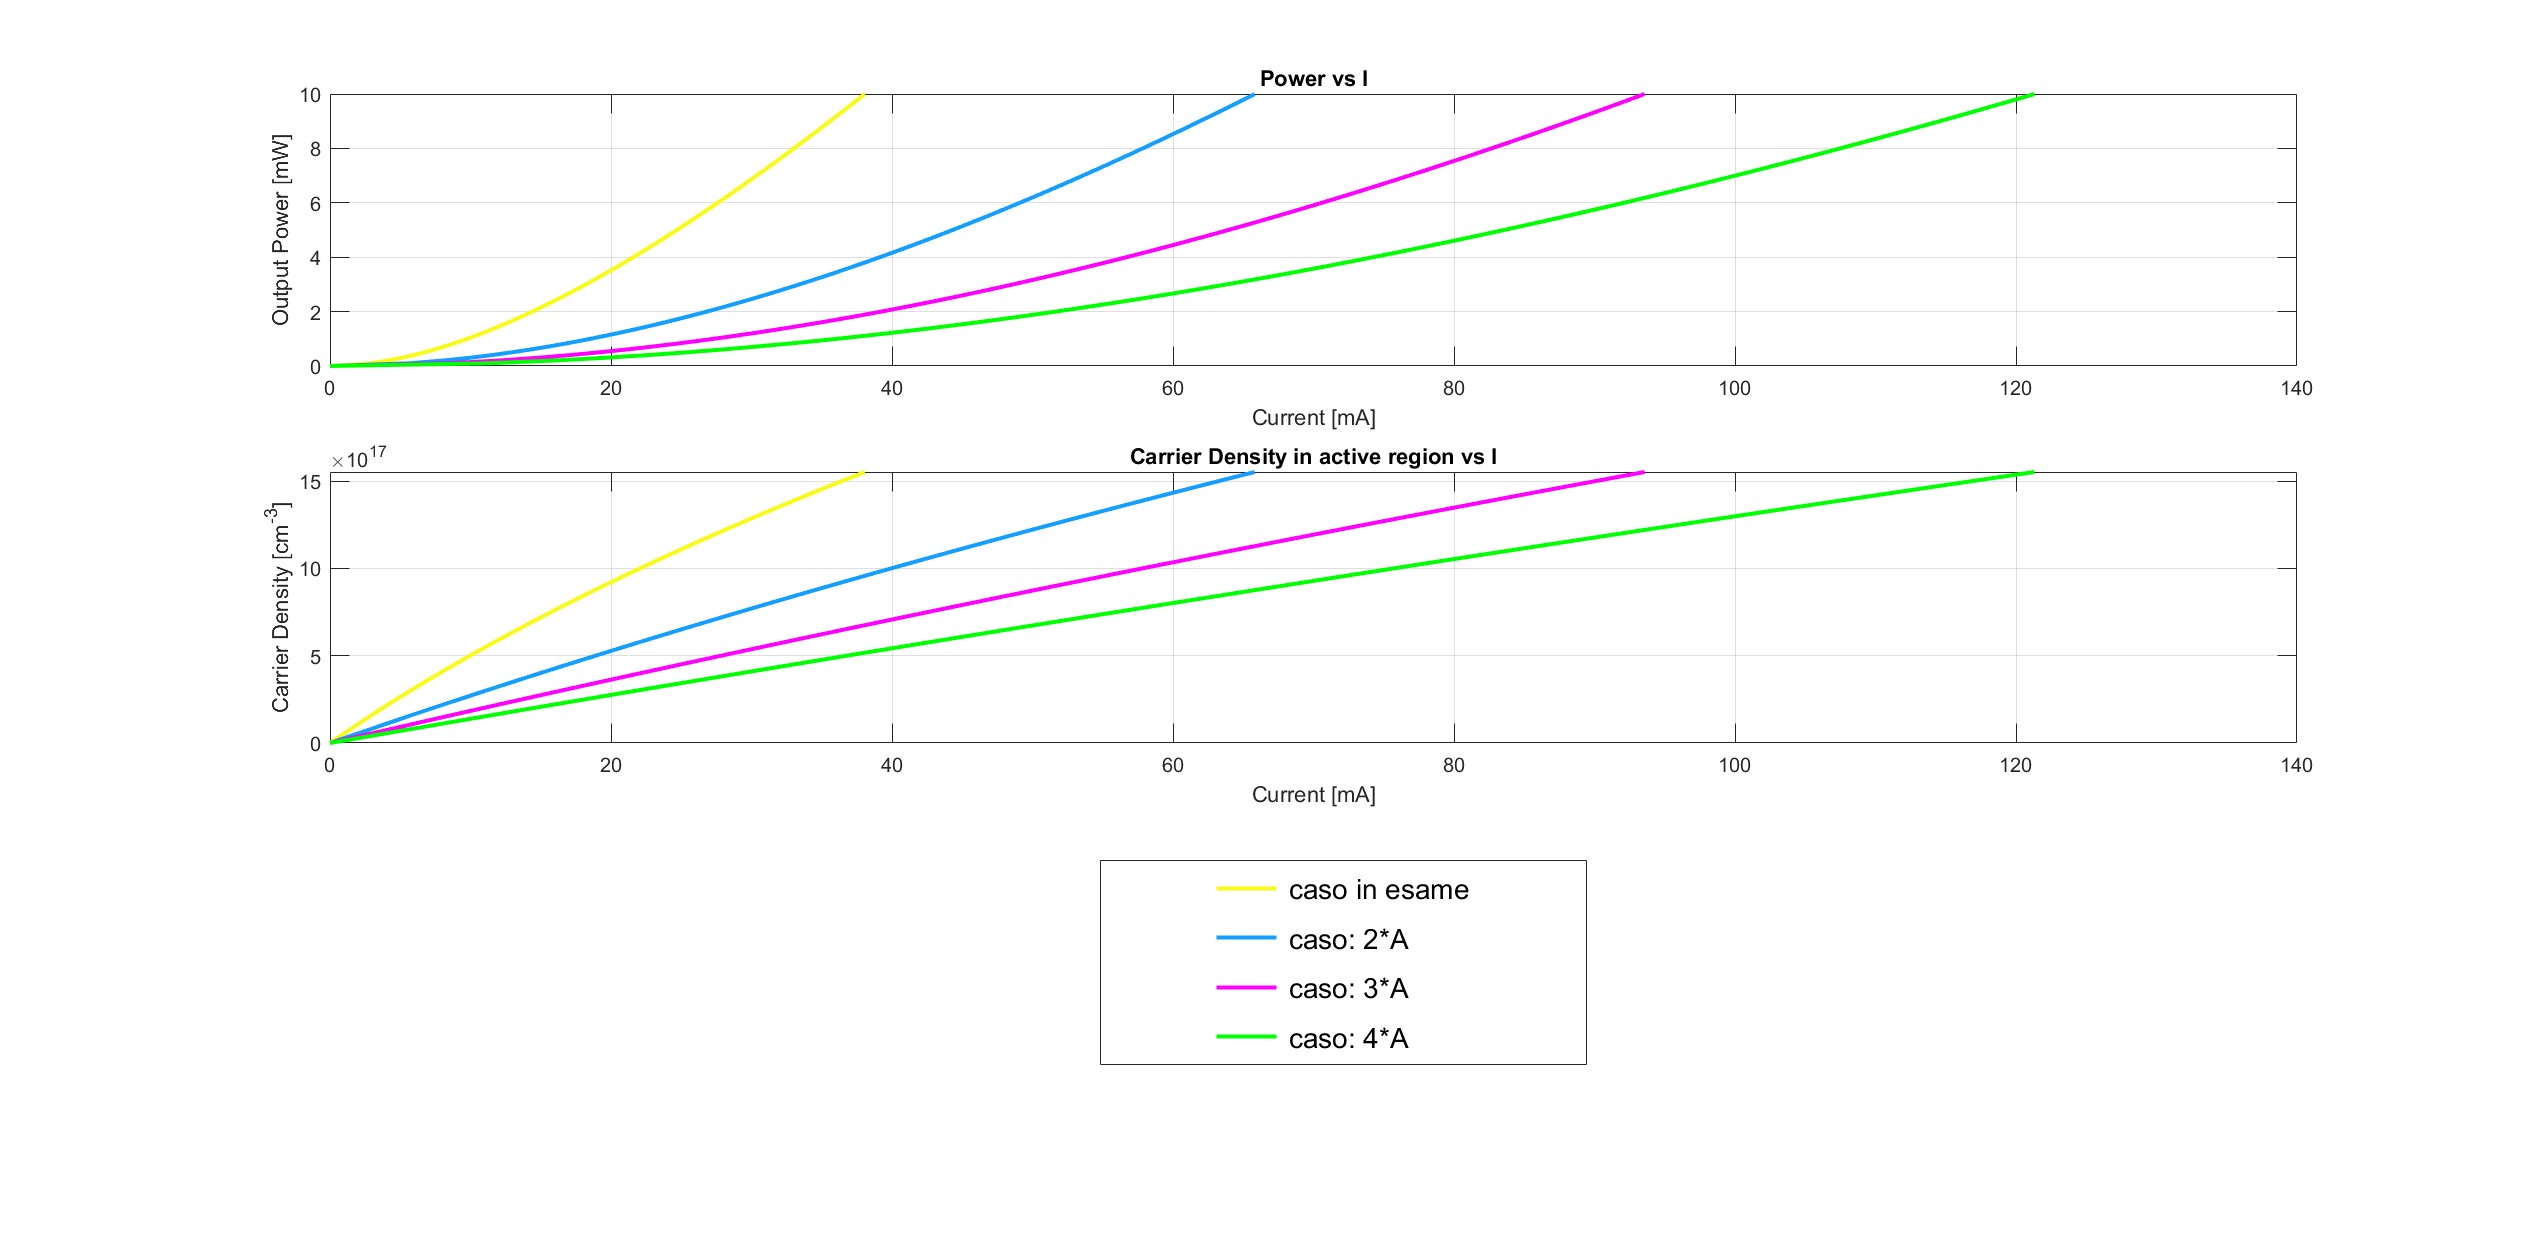 Power vs I
Output Power [mW]
10
8
6
4
2
0
0 20 40 60 80 100 120 140
Current [mA]
×10^17
Carrier Density in active region vs I
Carrier Density [cm^-3]
15
10
5
0
0 20 40 60 80 100 120 140
Current [mA]
caso in esame
caso: 2*A
caso: 3*A
caso: 4*A